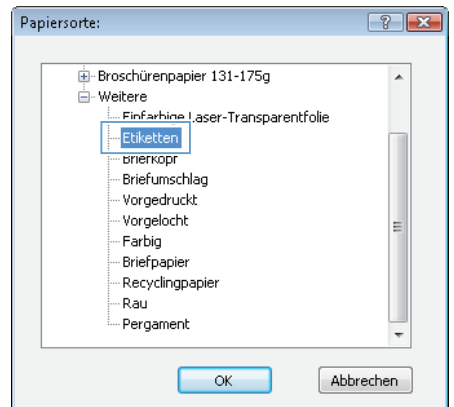 Papiersorte:
Broschürenpapier 131-175g
Weitere
Einfarbige Laser-Transparentfolie
Etiketten
Briefkopf
Briefumschlag
Vorgedruckt
Vorgelocht
Farbig
Briefpapier
Recyclingpapier
Rau
Pergament
OK Abbrechen